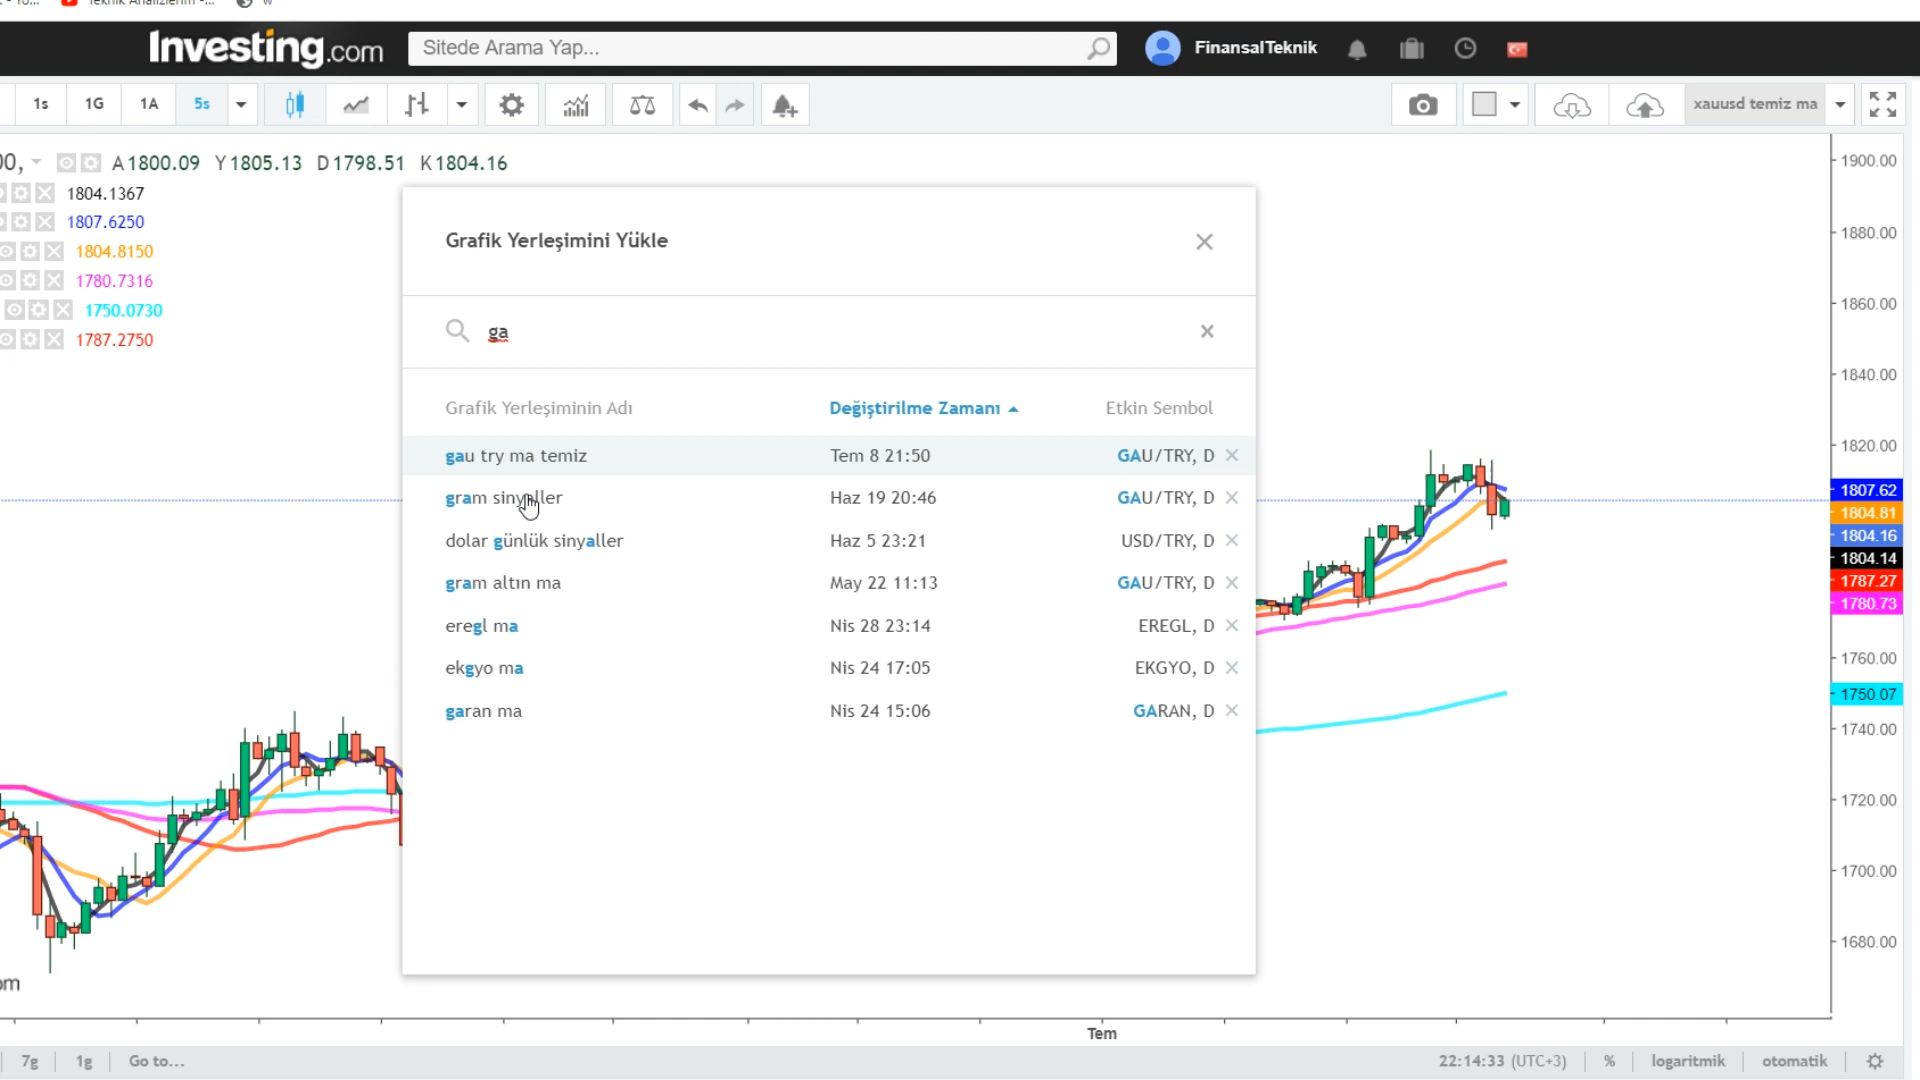 Investing.com
Sitede Arama Yap...
FinansalTeknik
1s 1G 1A 5s
xauusd temiz ma
A1800.09 Y1805.13 D1798.51 K1804.16
1804.1367
1807.6250
1804.8150
1780.7316
1750.0730
1787.2750
Grafik Yerleşimini Yükle
ga
Grafik Yerleşiminin Adı Değiştirilme Zamanı Etkin Sembol
gau try ma temiz Tem 8 21:50 GAU/TRY, D
gram sinyaller Haz 19 20:46 GAU/TRY, D
dolar günlük sinyaller Haz 5 23:21 USD/TRY, D
gram altın ma May 22 11:13 GAU/TRY, D
eregl ma Nis 28 23:14 EREGL, D
ekgyo ma Nis 24 17:05 EKGYO, D
garan ma Nis 24 15:06 GARAN, D
1900.00
1880.00
1860.00
1840.00
1820.00
1807.62
1804.81
1804.16
1804.14
1787.27
1780.73
1760.00
1750.07
1740.00
1720.00
1700.00
1680.00
om
Tem
7g 1g Go to... 22:14:33 (UTC+3) % logaritmik otomatik